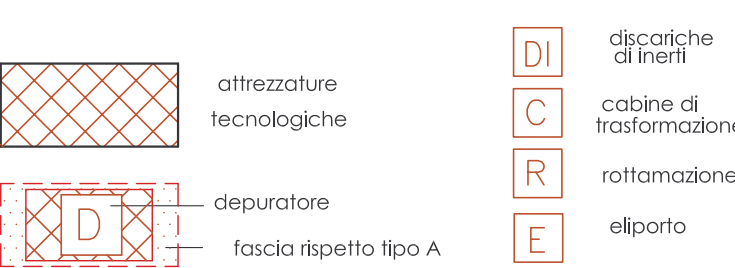 attrezzature
tecnologiche
D
depuratore
fascia rispetto tipo A
DI
discariche
di inerti
C
cabine di
trasformazione
R
rottamazione
E
eliporto